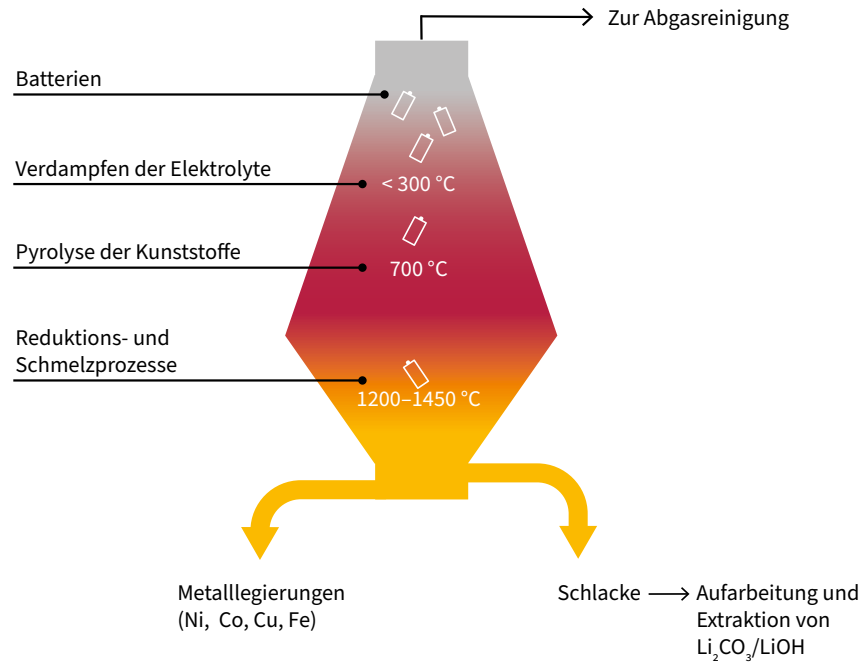 Zur Abgasreinigung
Batterien
Verdampfen der Elektrolyte
< 300 °C
Pyrolyse der Kunststoffe
700 °C
Reduktions- und
Schmelzprozesse
1200–1450 °C
Metalllegierungen
(Ni, Co, Cu, Fe)
Schlacke → Aufarbeitung und
Extraktion von
Li₂CO₃/LiOH